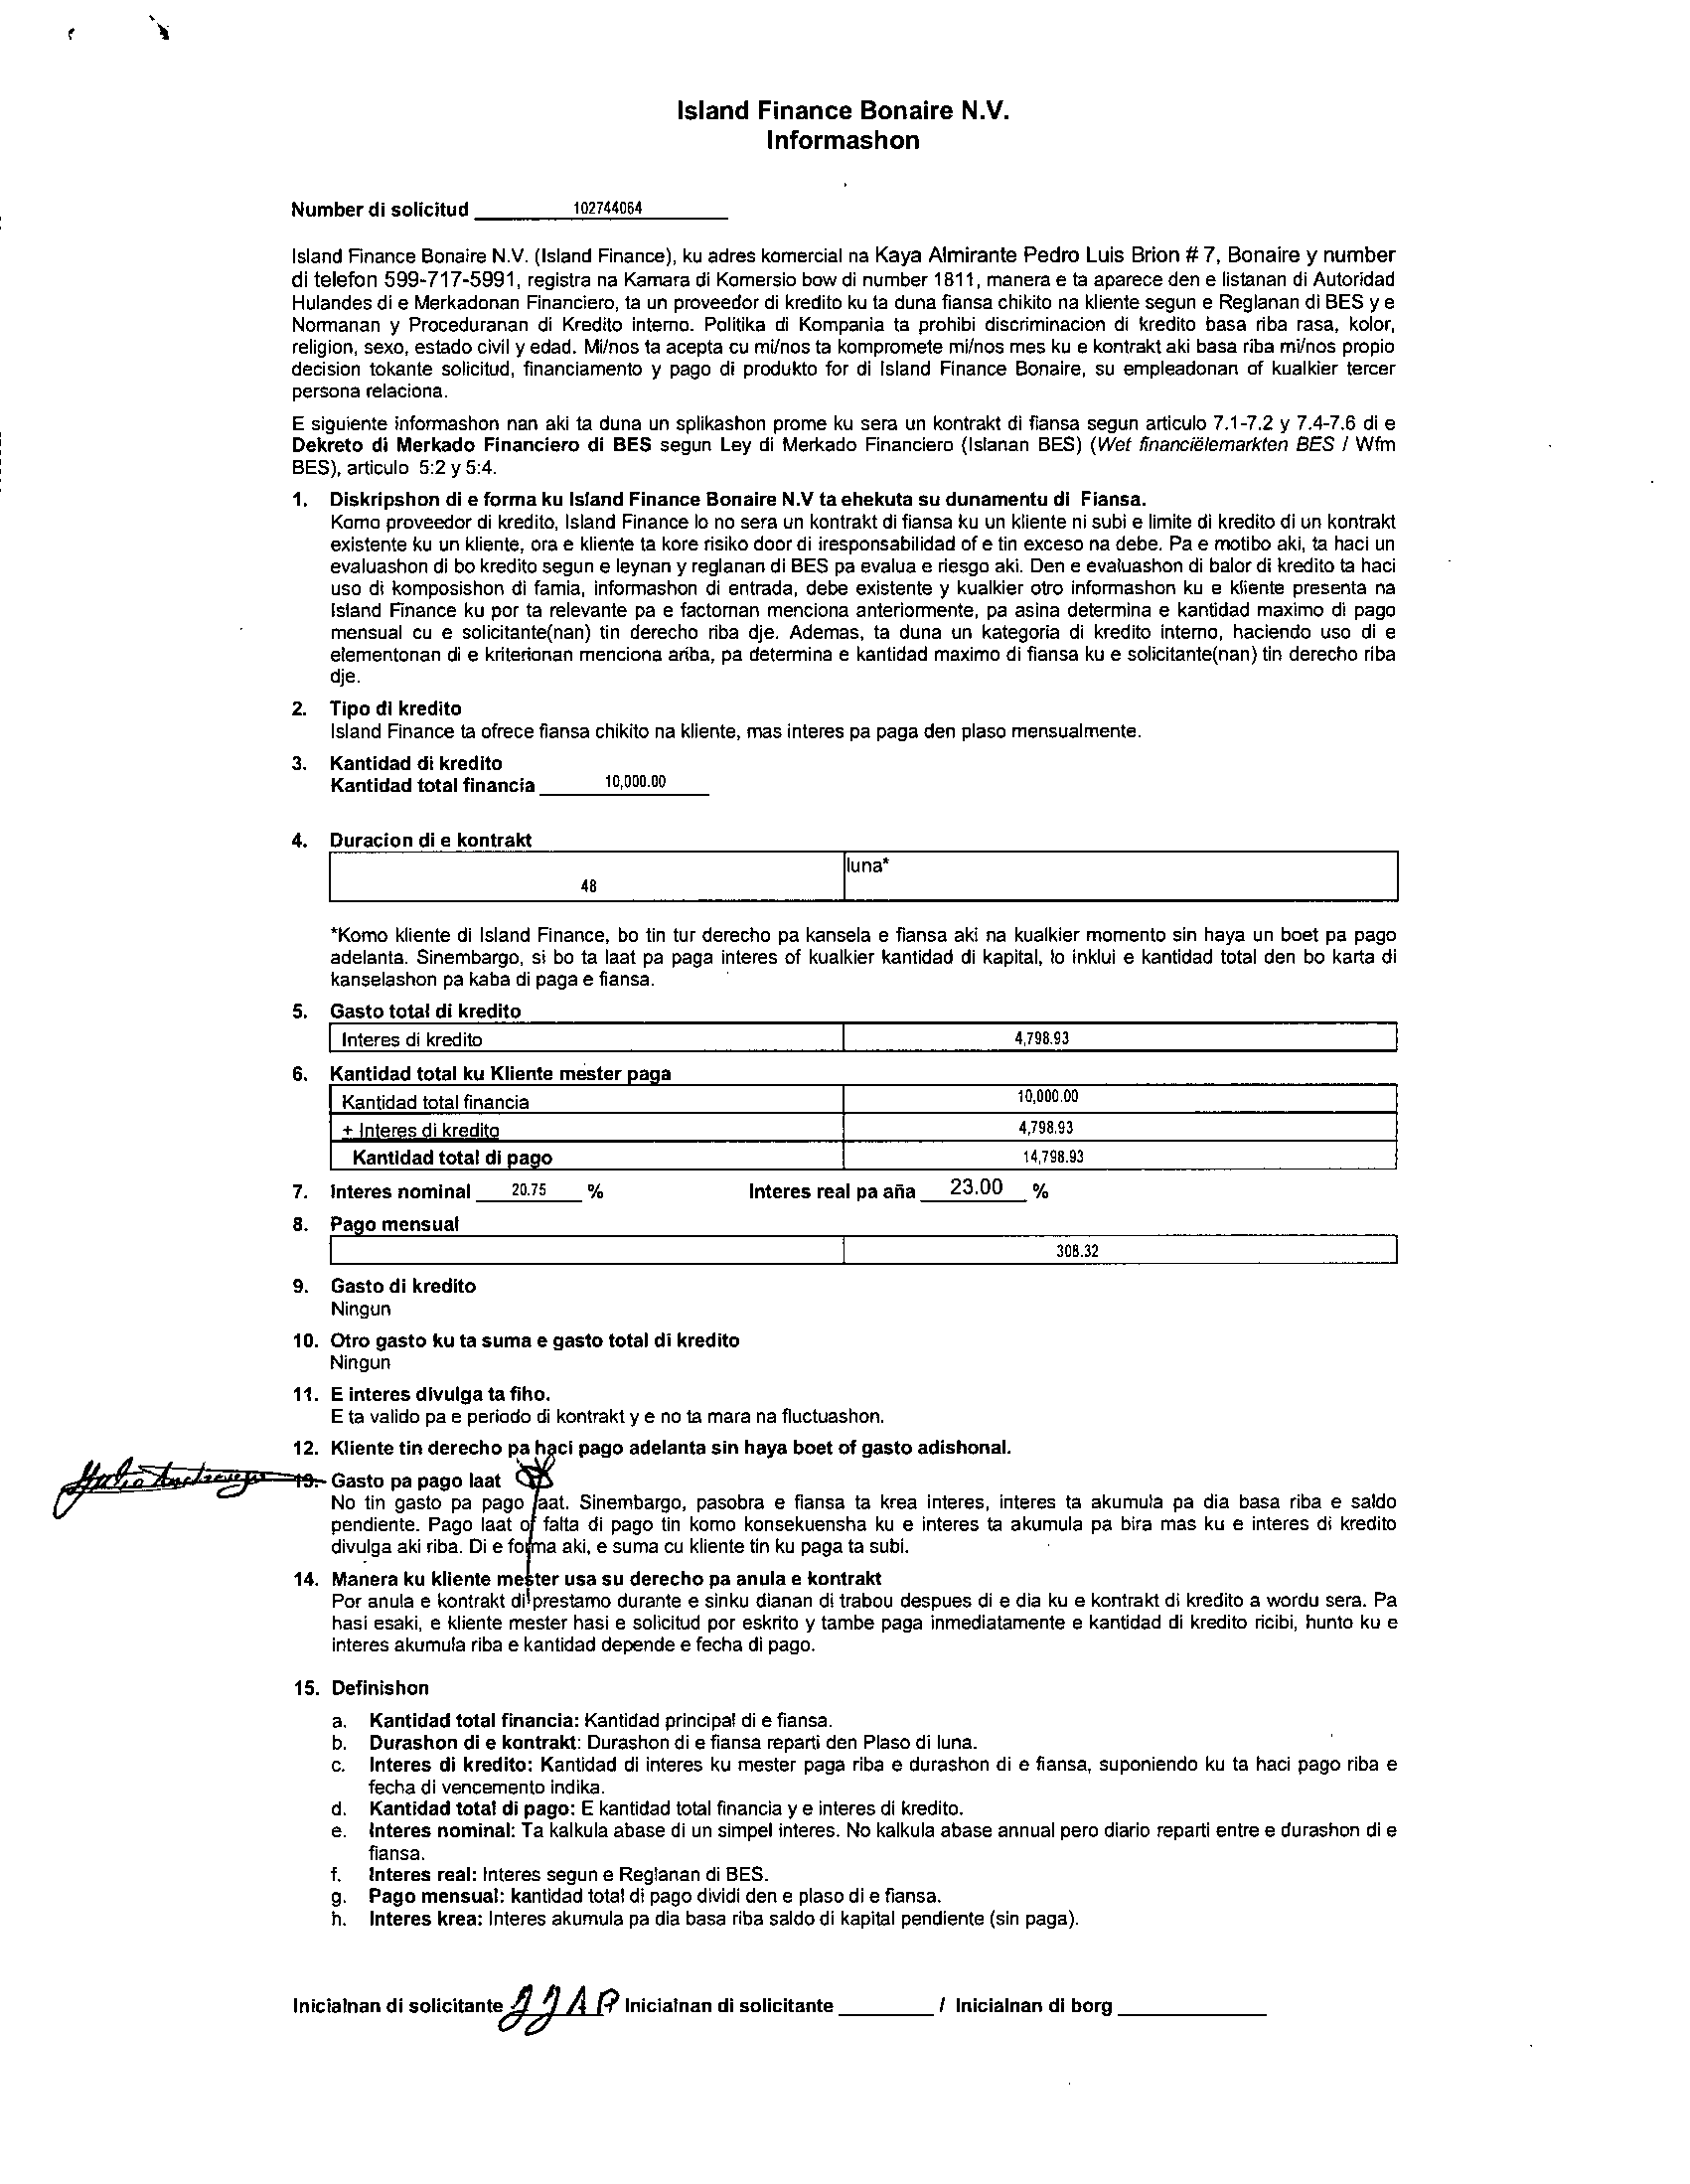 Island Finance Bonaire N.V.
Informashon
Number di solicitud 102744064
Island Finance Bonaire N.V. (Island Finance), ku adres komercial na Kaya Almirante Pedro Luis Brion # 7, Bonaire y number
di telefon 599-717-5991, registra na Kamara di Komersio bow di number 1811, manera e ta aparece den e listanan di Autoridad
Hulandes di e Merkadonan Financiero, ta un proveedor di kredito ku ta duna fiansa chikito na kliente segun e Reglanan di BES y e
Normanan y Proceduranan di Kredito interno. Politika di Kompania ta prohibi discriminacion di kredito basa riba rasa, kolor,
religion, sexo, estado civil y edad. Mi/nos ta acepta cu mi/nos ta kompromete mi/nos mes ku e kontrakt aki basa riba mi/nos propio
decision tokante solicitud, financiamento y pago di produkto for di Island Finance Bonaire, su empleadonan of kualkier tercer
persona relaciona.
E siguiente informashon nan aki ta duna un splikashon prome ku sera un kontrakt di fiansa segun articulo 7.1-7.2 y 7.4-7.6 di e
Dekreto di Merkado Financiero di BES segun Ley di Merkado Financiero (Islanan BES) (Wet financiëlemarkten BES / Wfm
BES), articulo 5:2 y 5:4.
1. Diskripshon di e forma ku Island Finance Bonaire N.V ta ehekuta su dunamentu di Fiansa.
Komo proveedor di kredito, Island Finance lo no sera un kontrakt di fiansa ku un kliente ni subi e limite di kredito di un kontrakt
existente ku un kliente, ora e kliente ta kore risiko door di iresponsabilidad of e tin exceso na debe. Pa e motibo aki, ta haci un
evaluashon di bo kredito segun e leynan y reglanan di BES pa evalua e riesgo aki. Den e evaluashon di balor di kredito ta haci
uso di komposishon di famia, informashon di entrada, debe existente y kualkier otro informashon ku e kliente presenta na
Island Finance ku por ta relevante pa e factornan menciona anteriormente, pa asina determina e kantidad maximo di pago
mensual cu e solicitante(nan) tin derecho riba dje. Ademas, ta duna un kategoria di kredito interno, haciendo uso di e
elementonan di e kriterionan menciona ariba, pa determina e kantidad maximo di fiansa ku e solicitante(nan) tin derecho riba
dje.
2. Tipo di kredito
Island Finance ta ofrece fiansa chikito na kliente, mas interes pa paga den plaso mensualmente.
3. Kantidad di kredito
Kantidad total financia 10,000.00
4. Duracion di e kontrakt
48 luna*
*Komo kliente di Island Finance, bo tin tur derecho pa kansela e fiansa aki na kualkier momento sin haya un boet pa pago
adelanta. Sinembargo, si bo ta laat pa paga interes of kualkier kantidad di kapital, lo inklui e kantidad total den bo karta di
kanselashon pa kaba di paga e fiansa.
5. Gasto total di kredito
Interes di kredito 4,798.93
6. Kantidad total ku Kliente mester paga
Kantidad total financia 10,000.00
+ Interes di kredito 4,798.93
Kantidad total di pago 14,798.93
7. Interes nominal 20.75 % Interes real pa aña 23.00 %
8. Pago mensual
308.32
9. Gasto di kredito
Ningun
10. Otro gasto ku ta suma e gasto total di kredito
Ningun
11. E interes divulga ta fiho.
E ta valido pa e periodo di kontrakt y e no ta mara na fluctuashon.
12. Kliente tin derecho pa haci pago adelanta sin haya boet of gasto adishonal.
13. Gasto pa pago laat
No tin gasto pa pago laat. Sinembargo, pasobra e fiansa ta krea interes, interes ta akumula pa dia basa riba e saldo
pendiente. Pago laat of falta di pago tin komo konsekuensha ku e interes ta akumula pa bira mas ku e interes di kredito
divulga aki riba. Di e forma aki, e suma cu kliente tin ku paga ta subi.
14. Manera ku kliente mester usa su derecho pa anula e kontrakt
Por anula e kontrakt di prestamo durante e sinku dianan di trabou despues di e dia ku e kontrakt di kredito a wordu sera. Pa
hasi esaki, e kliente mester hasi e solicitud por eskrito y tambe paga inmediatamente e kantidad di kredito ricibi, hunto ku e
interes akumula riba e kantidad depende e fecha di pago.
15. Definishon
a. Kantidad total financia: Kantidad principal di e fiansa.
b. Durashon di e kontrakt: Durashon di e fiansa reparti den Plaso di luna.
c. Interes di kredito: Kantidad di interes ku mester paga riba e durashon di e fiansa, suponiendo ku ta haci pago riba e
fecha di vencemento indika.
d. Kantidad total di pago: E kantidad total financia y e interes di kredito.
e. Interes nominal: Ta kalkula abase di un simpel interes. No kalkula abase annual pero diario reparti entre e durashon di e
fiansa.
f. Interes real: Interes segun e Reglanan di BES.
g. Pago mensual: kantidad total di pago dividi den e plaso di e fiansa.
h. Interes krea: Interes akumula pa dia basa riba saldo di kapital pendiente (sin paga).
Inicialnan di solicitante JJAP Inicialnan di solicitante / Inicialnan di borg